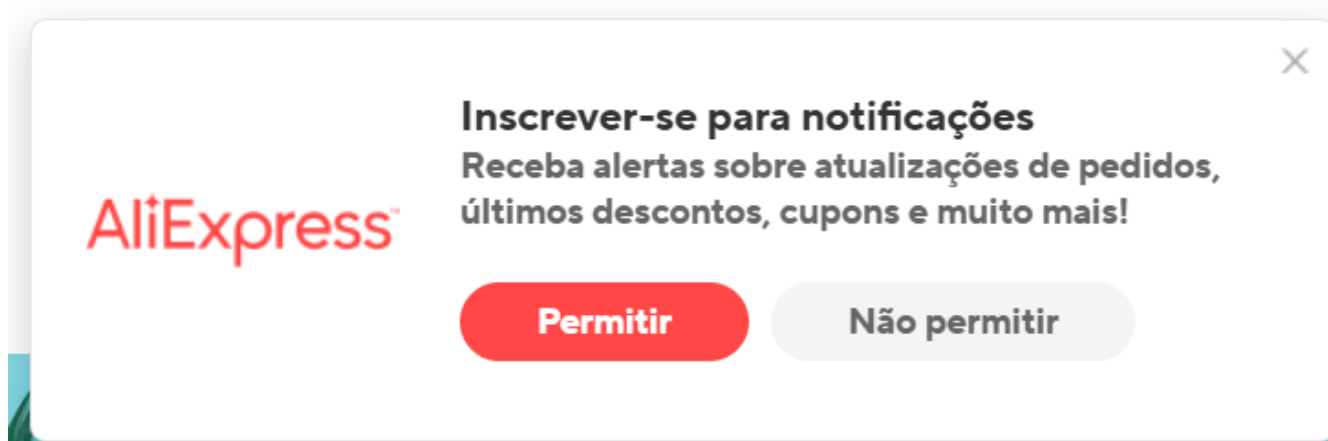 Inscrever-se para notificações
Receba alertas sobre atualizações de pedidos,
últimos descontos, cupons e muito mais!
AliExpress
Permitir
Não permitir